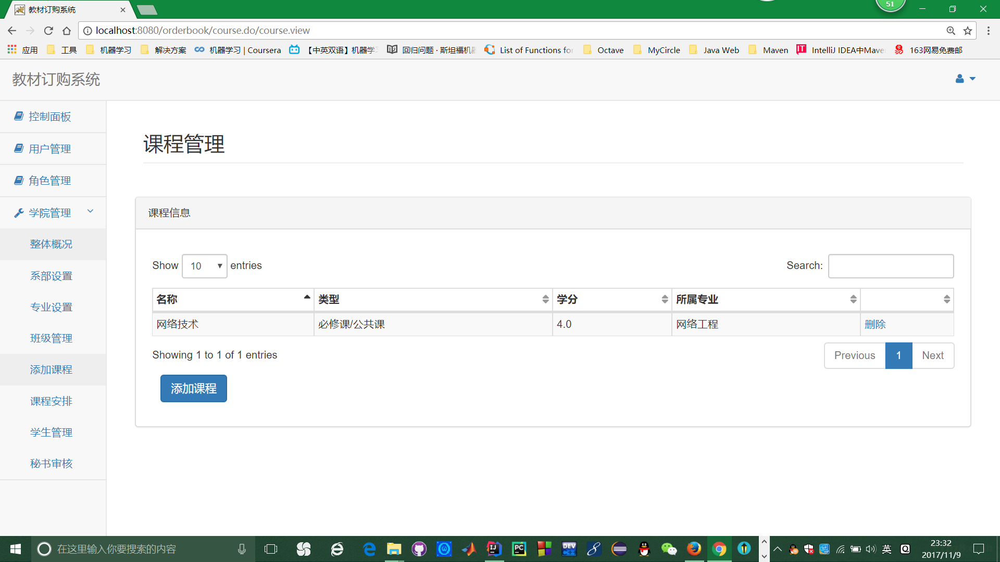 教材订购系统
51
localhost:8080/orderbook/course.do/course.view
应用 工具 机器学习 解决方案 机器学习 | Coursera 【中英双语】机器学 回归问题 · 斯坦福机器 List of Functions for Octave MyCircle Java Web Maven IntelliJ IDEA中Mave 163网易免费邮
教材订购系统
控制面板
用户管理
角色管理
学院管理
整体概况
系部设置
专业设置
班级管理
添加课程
课程安排
学生管理
秘书审核
课程管理
课程信息
Show 10 entries
Search:
名称 类型 学分 所属专业
网络技术 必修课/公共课 4.0 网络工程 删除
Showing 1 to 1 of 1 entries
Previous 1 Next
添加课程
在这里输入你要搜索的内容
IJ
PC
DEV
C++
英
23:32
2017/11/9